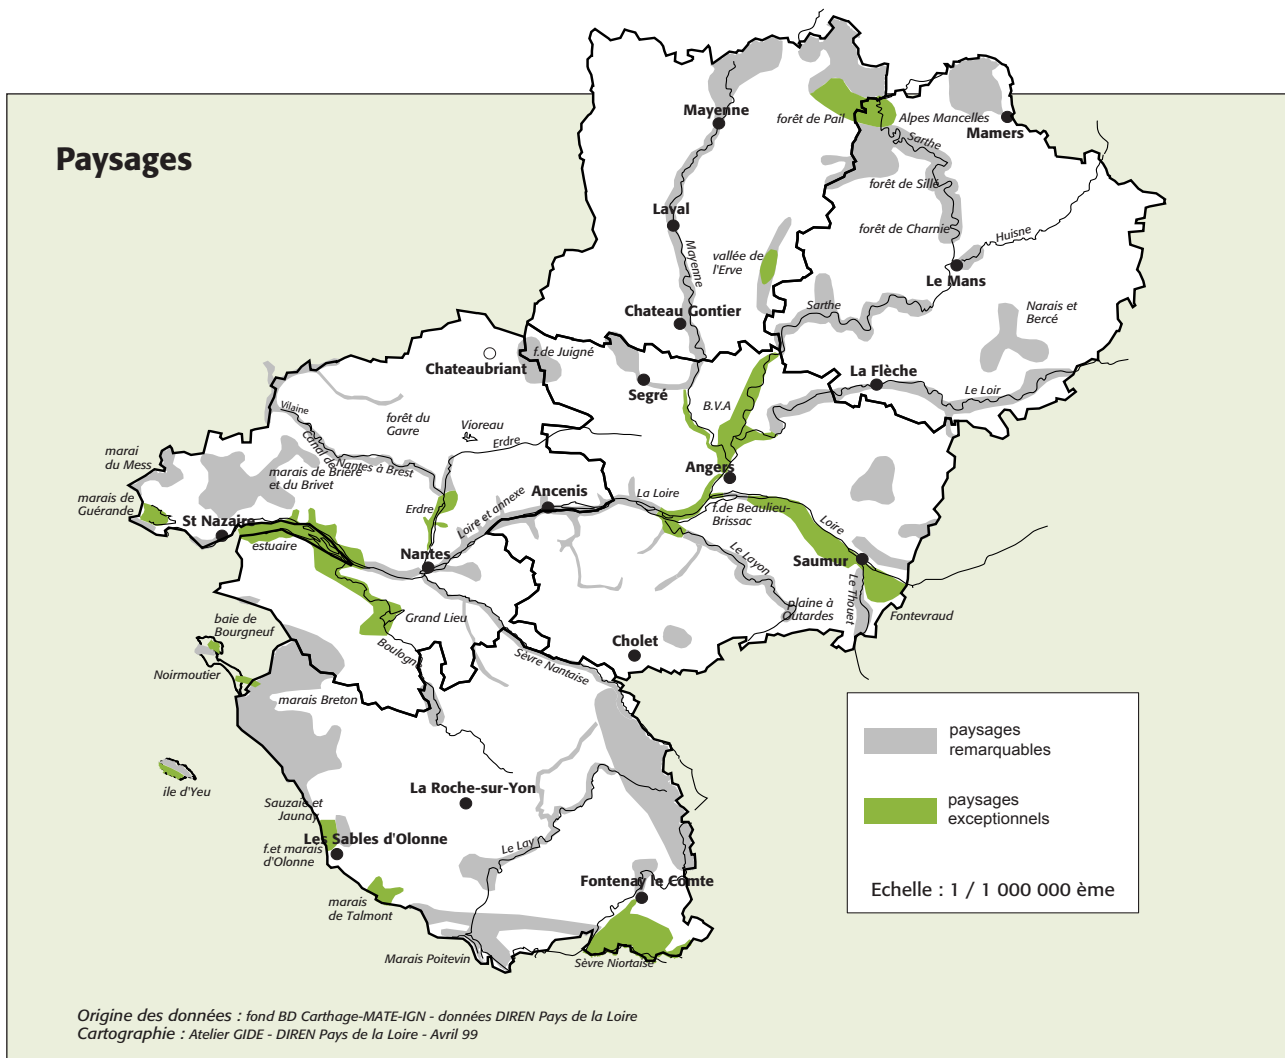 Paysages
Mayenne
forêt de Pail
Alpes Mancelles
Mamers
Sarthe
forêt de Sillé
Laval
forêt de Charnie
Huisne
Mayenne
vallée de
l'Erve
Le Mans
Chateau Gontier
Sarthe
Narais et
Bercé
Chateaubriant
f.de Juigné
Segré
La Flèche
Le Loir
B.V.A
Vilaine
forêt du
Gavre
Vioreau
Erdre
marai
du Mess
Canal de
Nantes à Brest
marais de Brière
et du Brivet
Angers
marais de
Guérande
Erdre
Loire et annexe
Ancenis
La Loire
f.de Beaulieu-
Brissac
Loire
St Nazaire
estuaire
Nantes
Le Layon
Saumur
Le Thouet
plaine à
Outardes
Fontevraud
baie de
Bourgneuf
Grand Lieu
Boulogn
Cholet
Sèvre Nantaise
Noirmoutier
marais Breton
paysages
remarquables
ile d'Yeu
La Roche-sur-Yon
Sauzaie et
Jaunay
paysages
exceptionnels
Les Sables d'Olonne
f.et marais
d'Olonne
Le Lay
Fontenay le Comte
Echelle : 1 / 1 000 000 ème
marais
de Talmont
Marais Poitevin
Sèvre Niortaise
Origine des données : fond BD Carthage-MATE-IGN - données DIREN Pays de la Loire
Cartographie : Atelier GIDE - DIREN Pays de la Loire - Avril 99